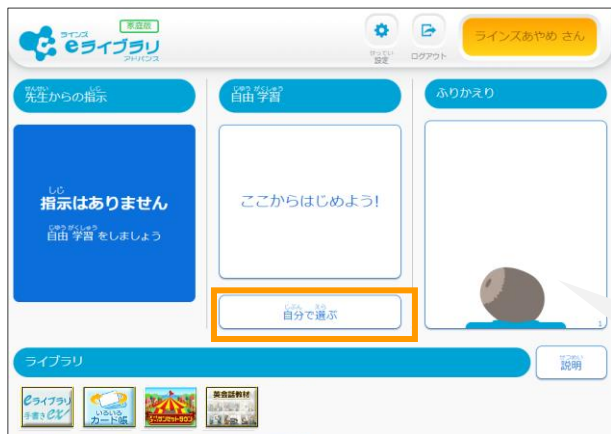 ラインズ
家庭版
eライブラリ
アドバンス
せってい
設定
ログアウト
ラインズあやめ さん
せんせい しじ
先生からの指示
じゆう がくしゅう
自由 学習
ふりかえり
しじ
指示はありません
じゆう がくしゅう
自由 学習 をしましょう
ここからはじめよう!
じぶん えら
自分で選ぶ
1
ライブラリ
せつめい
説明
eライブラリ
手書きex!
いろいろ
カード帳
英会話教材